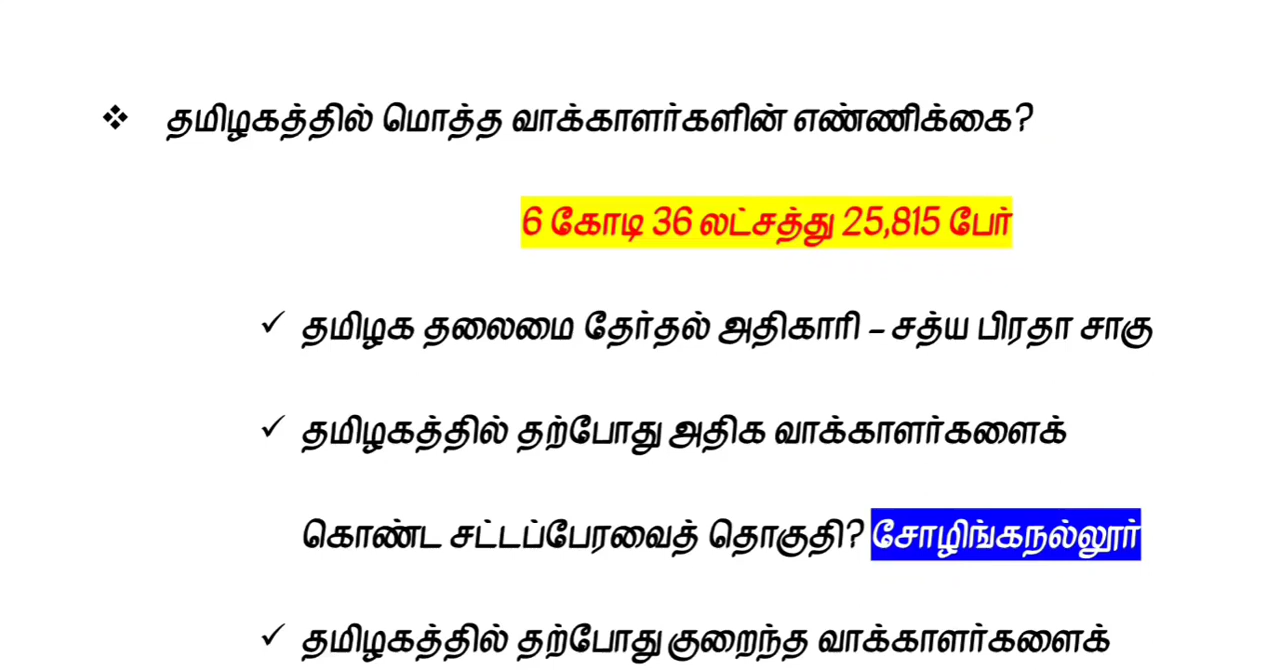 ❖ தமிழகத்தில் மொத்த வாக்காளர்களின் எண்ணிக்கை?
6 கோடி 36 லட்சத்து 25,815 பேர்
✓ தமிழக தலைமை தேர்தல் அதிகாரி – சத்ய பிரதா சாகு
✓ தமிழகத்தில் தற்போது அதிக வாக்காளர்களைக்
கொண்ட சட்டப்பேரவைத் தொகுதி? சோழிங்கநல்லூர்
✓ தமிழகத்தில் தற்போது குறைந்த வாக்காளர்களைக்